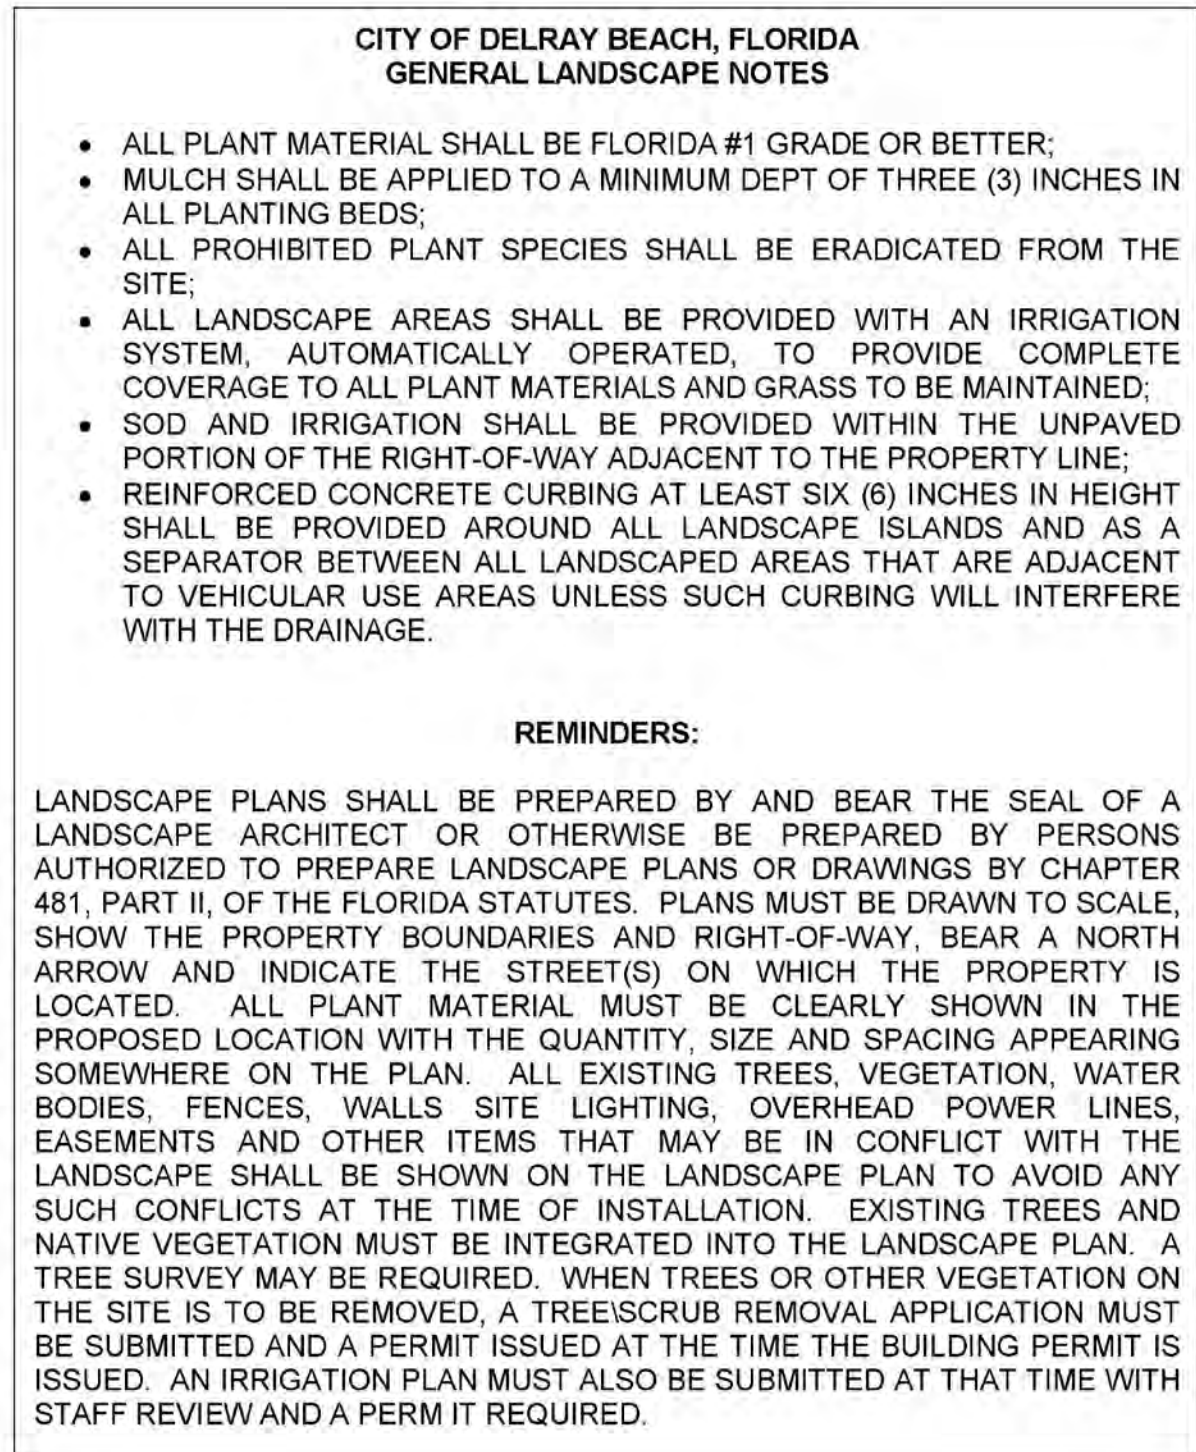 CITY OF DELRAY BEACH, FLORIDA
GENERAL LANDSCAPE NOTES
• ALL PLANT MATERIAL SHALL BE FLORIDA #1 GRADE OR BETTER;
• MULCH SHALL BE APPLIED TO A MINIMUM DEPT OF THREE (3) INCHES IN
ALL PLANTING BEDS;
• ALL PROHIBITED PLANT SPECIES SHALL BE ERADICATED FROM THE
SITE;
• ALL LANDSCAPE AREAS SHALL BE PROVIDED WITH AN IRRIGATION
SYSTEM, AUTOMATICALLY OPERATED, TO PROVIDE COMPLETE
COVERAGE TO ALL PLANT MATERIALS AND GRASS TO BE MAINTAINED;
• SOD AND IRRIGATION SHALL BE PROVIDED WITHIN THE UNPAVED
PORTION OF THE RIGHT-OF-WAY ADJACENT TO THE PROPERTY LINE;
• REINFORCED CONCRETE CURBING AT LEAST SIX (6) INCHES IN HEIGHT
SHALL BE PROVIDED AROUND ALL LANDSCAPE ISLANDS AND AS A
SEPARATOR BETWEEN ALL LANDSCAPED AREAS THAT ARE ADJACENT
TO VEHICULAR USE AREAS UNLESS SUCH CURBING WILL INTERFERE
WITH THE DRAINAGE.
REMINDERS:
LANDSCAPE PLANS SHALL BE PREPARED BY AND BEAR THE SEAL OF A
LANDSCAPE ARCHITECT OR OTHERWISE BE PREPARED BY PERSONS
AUTHORIZED TO PREPARE LANDSCAPE PLANS OR DRAWINGS BY CHAPTER
481, PART II, OF THE FLORIDA STATUTES. PLANS MUST BE DRAWN TO SCALE,
SHOW THE PROPERTY BOUNDARIES AND RIGHT-OF-WAY, BEAR A NORTH
ARROW AND INDICATE THE STREET(S) ON WHICH THE PROPERTY IS
LOCATED. ALL PLANT MATERIAL MUST BE CLEARLY SHOWN IN THE
PROPOSED LOCATION WITH THE QUANTITY, SIZE AND SPACING APPEARING
SOMEWHERE ON THE PLAN. ALL EXISTING TREES, VEGETATION, WATER
BODIES, FENCES, WALLS SITE LIGHTING, OVERHEAD POWER LINES,
EASEMENTS AND OTHER ITEMS THAT MAY BE IN CONFLICT WITH THE
LANDSCAPE SHALL BE SHOWN ON THE LANDSCAPE PLAN TO AVOID ANY
SUCH CONFLICTS AT THE TIME OF INSTALLATION. EXISTING TREES AND
NATIVE VEGETATION MUST BE INTEGRATED INTO THE LANDSCAPE PLAN. A
TREE SURVEY MAY BE REQUIRED. WHEN TREES OR OTHER VEGETATION ON
THE SITE IS TO BE REMOVED, A TREE\SCRUB REMOVAL APPLICATION MUST
BE SUBMITTED AND A PERMIT ISSUED AT THE TIME THE BUILDING PERMIT IS
ISSUED. AN IRRIGATION PLAN MUST ALSO BE SUBMITTED AT THAT TIME WITH
STAFF REVIEW AND A PERM IT REQUIRED.